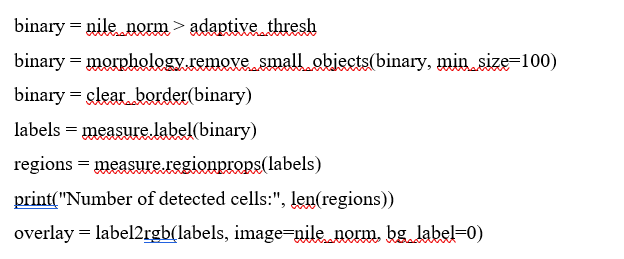 binary = nile_norm > adaptive_thresh
binary = morphology.remove_small_objects(binary, min_size=100)
binary = clear_border(binary)
labels = measure.label(binary)
regions = measure.regionprops(labels)
print("Number of detected cells:", len(regions))
overlay = label2rgb(labels, image=nile_norm, bg_label=0)